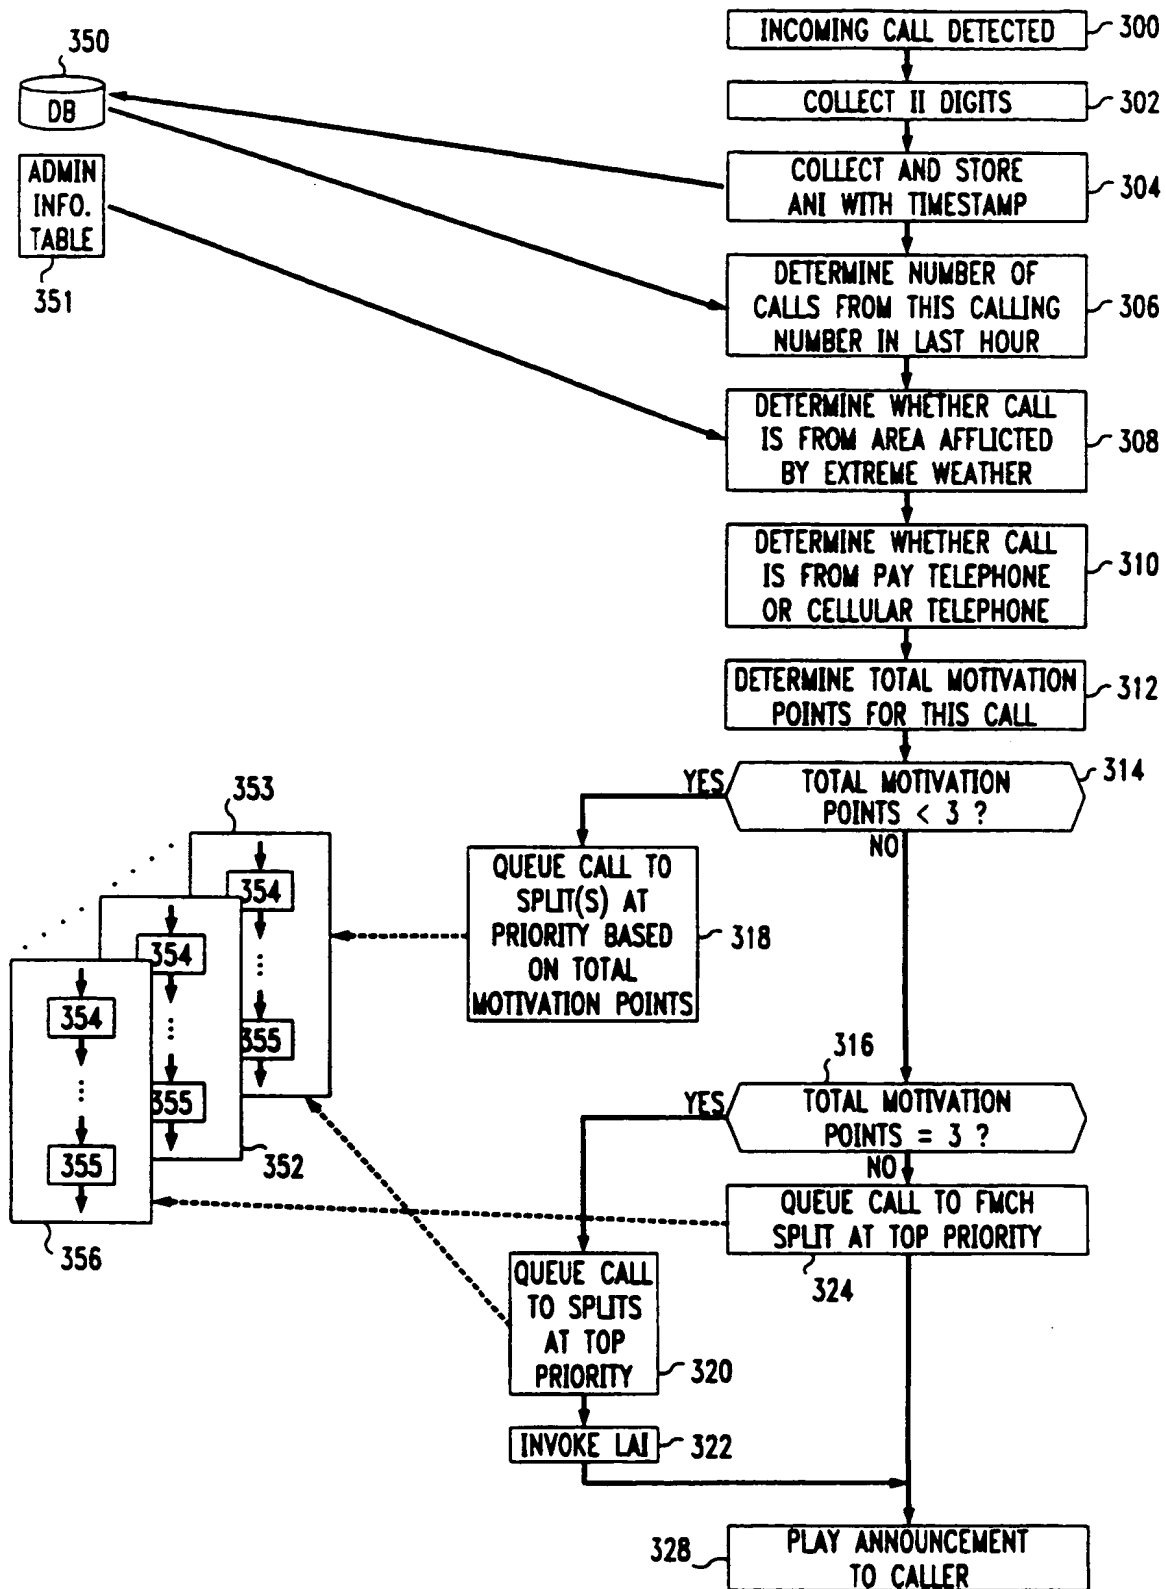 INCOMING CALL DETECTED
300
COLLECT II DIGITS
302
COLLECT AND STORE
ANI WITH TIMESTAMP
304
350
DB
ADMIN
INFO.
TABLE
351
DETERMINE NUMBER OF
CALLS FROM THIS CALLING
NUMBER IN LAST HOUR
306
DETERMINE WHETHER CALL
IS FROM AREA AFFLICTED
BY EXTREME WEATHER
308
DETERMINE WHETHER CALL
IS FROM PAY TELEPHONE
OR CELLULAR TELEPHONE
310
DETERMINE TOTAL MOTIVATION
POINTS FOR THIS CALL
312
TOTAL MOTIVATION
POINTS < 3 ?
314
YES
NO
QUEUE CALL TO
SPLIT(S) AT
PRIORITY BASED
ON TOTAL
MOTIVATION POINTS
318
353
354
355
354
355
352
354
355
356
316
TOTAL MOTIVATION
POINTS = 3 ?
YES
NO
QUEUE CALL TO FMCH
SPLIT AT TOP PRIORITY
324
QUEUE CALL
TO SPLITS
AT TOP
PRIORITY
320
INVOKE LAI
322
PLAY ANNOUNCEMENT
TO CALLER
328